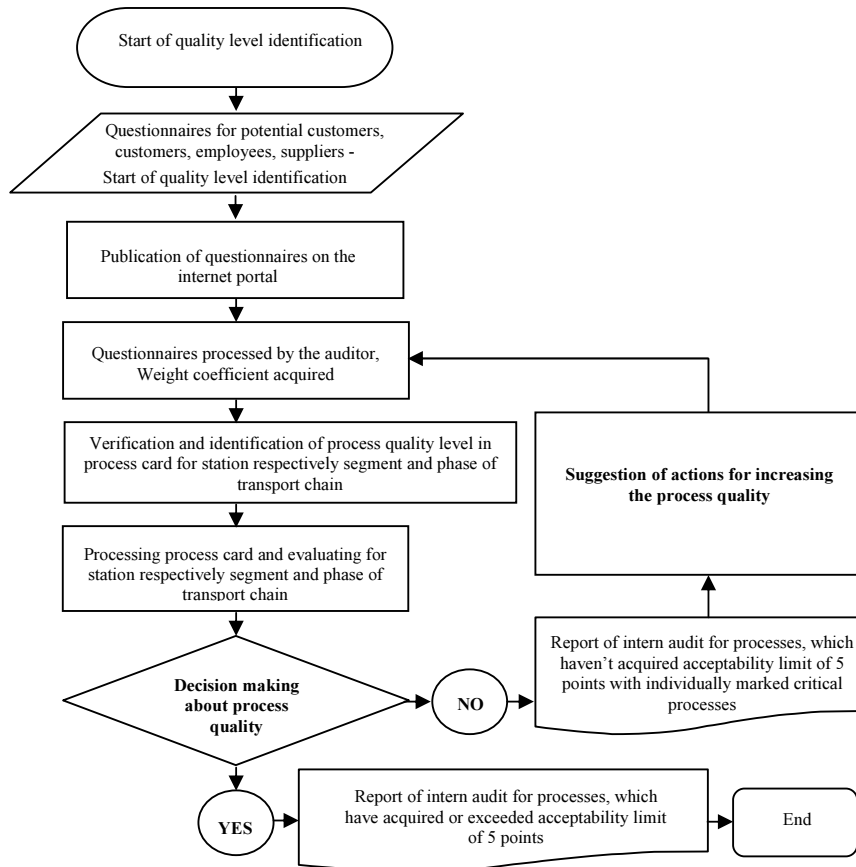 Start of quality level identification
Questionnaires for potential customers,
customers, employees, suppliers -
Start of quality level identification
Publication of questionnaires on the
internet portal
Questionnaires processed by the auditor,
Weight coefficient acquired
Verification and identification of process quality level in
process card for station respectively segment and phase of
transport chain
Suggestion of actions for increasing
the process quality
Processing process card and evaluating for
station respectively segment and phase of
transport chain
Report of intern audit for processes, which
haven't acquired acceptability limit of 5
points with individually marked critical
processes
Decision making
about process
quality
NO
YES
Report of intern audit for processes, which
have acquired or exceeded acceptability limit
of 5 points
End